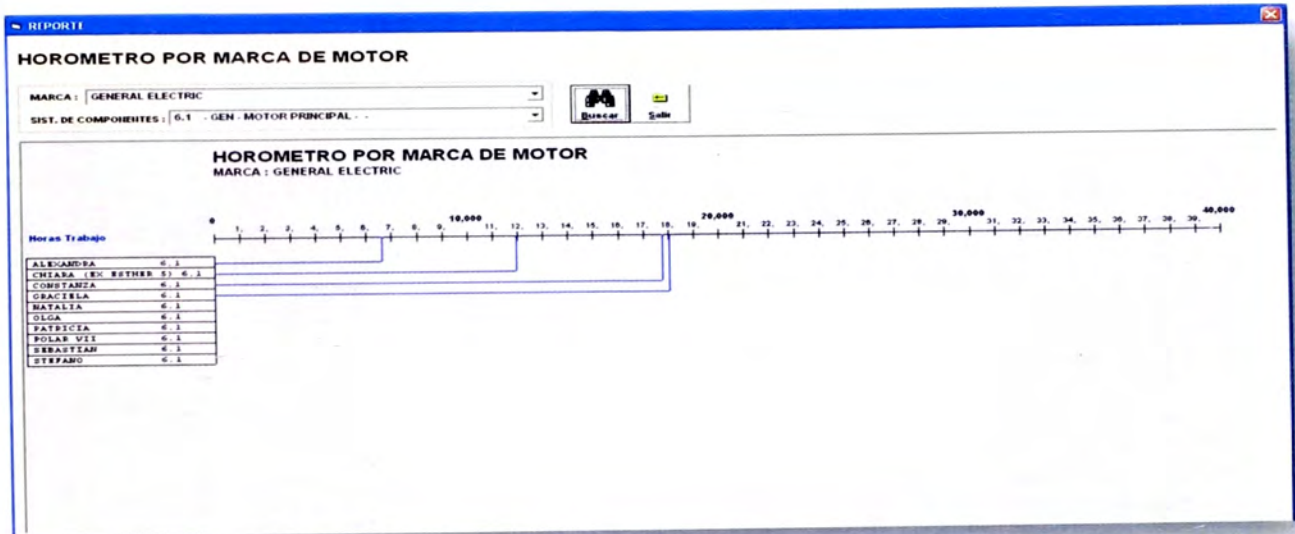 REPORTE
HOROMETRO POR MARCA DE MOTOR
MARCA : GENERAL ELECTRIC
SIST. DE COMPONENTES : 6.1 - GEN - MOTOR PRINCIPAL - -
Buscar Salir
HOROMETRO POR MARCA DE MOTOR
MARCA : GENERAL ELECTRIC
0 1. 2. 3. 4. 5. 6. 7. 8. 9. 10,000 11. 12. 13. 14. 15. 16. 17. 18. 19. 20,000 21. 22. 23. 24. 25. 26. 27. 28. 29. 30,000 31. 32. 33. 34. 35. 36. 37. 38. 39. 40,000
Horas Trabajo
ALEXANDRA 6.1
CHIARA (EX ESTHER 5) 6.1
CONSTANZA 6.1
GRACIELA 6.1
NATALIA 6.1
OLGA 6.1
PATRICIA 6.1
POLAR VII 6.1
SEBASTIAN 6.1
STEFANO 6.1